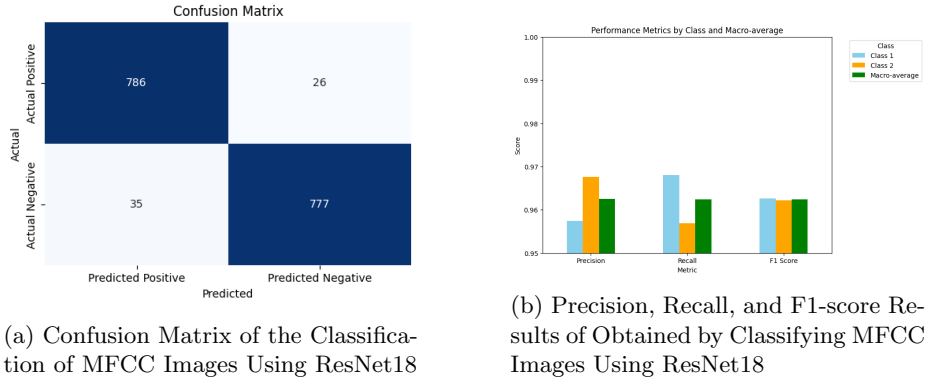 Confusion Matrix
Actual
Actual Positive
786
26
Actual Negative
35
777
Predicted Positive
Predicted Negative
Predicted
(a) Confusion Matrix of the Classifica-
tion of MFCC Images Using ResNet18
Performance Metrics by Class and Macro-average
Score
1.00
0.99
0.98
0.97
0.96
0.95
Precision
Recall
F1 Score
Metric
Class
Class 1
Class 2
Macro-average
(b) Precision, Recall, and F1-score Re-
sults of Obtained by Classifying MFCC
Images Using ResNet18